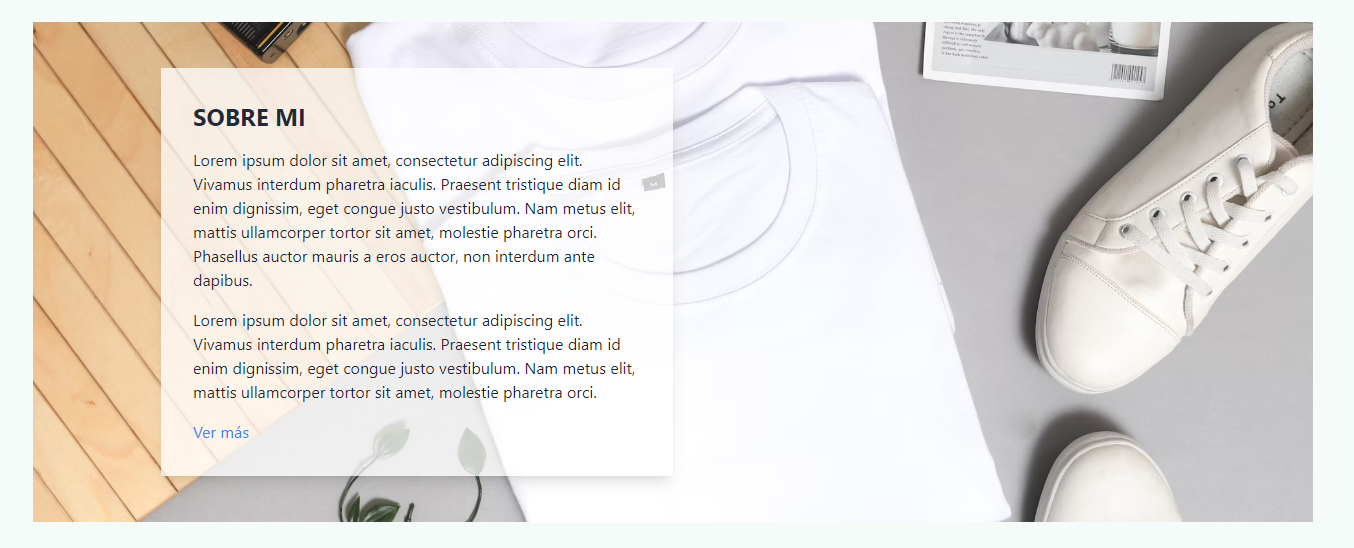 SOBRE MI
Lorem ipsum dolor sit amet, consectetur adipiscing elit.
Vivamus interdum pharetra iaculis. Praesent tristique diam id
enim dignissim, eget congue justo vestibulum. Nam metus elit,
mattis ullamcorper tortor sit amet, molestie pharetra orci.
Phasellus auctor mauris a eros auctor, non interdum ante
dapibus.
Lorem ipsum dolor sit amet, consectetur adipiscing elit.
Vivamus interdum pharetra iaculis. Praesent tristique diam id
enim dignissim, eget congue justo vestibulum. Nam metus elit,
mattis ullamcorper tortor sit amet, molestie pharetra orci.
Ver más
M